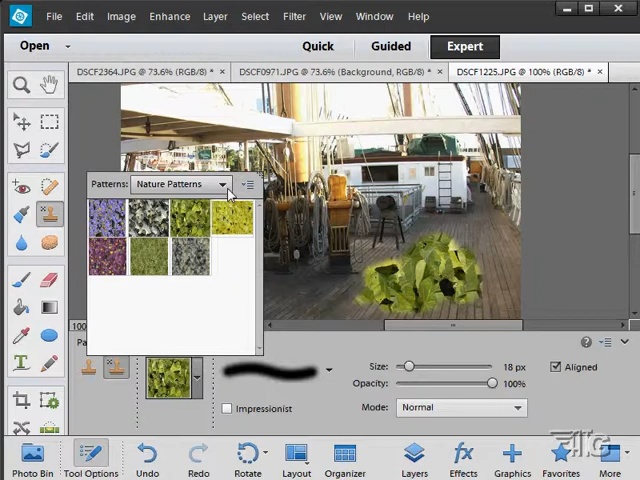 File Edit Image Enhance Layer Select Filter View Window Help
Open Quick Guided Expert
DSCF2364.JPG @ 73.6% (RGB/8) * × DSCF0971.JPG @ 73.6% (Background, RGB/8) * × DSCF1225.JPG @ 100% (RGB/8) * ×
Patterns: Nature Patterns
100
Pa
Size: 18 px Aligned
Opacity: 100%
Impressionist Mode: Normal
Photo Bin Tool Options Undo Redo Rotate Layout Organizer Layers Effects Graphics Favorites More